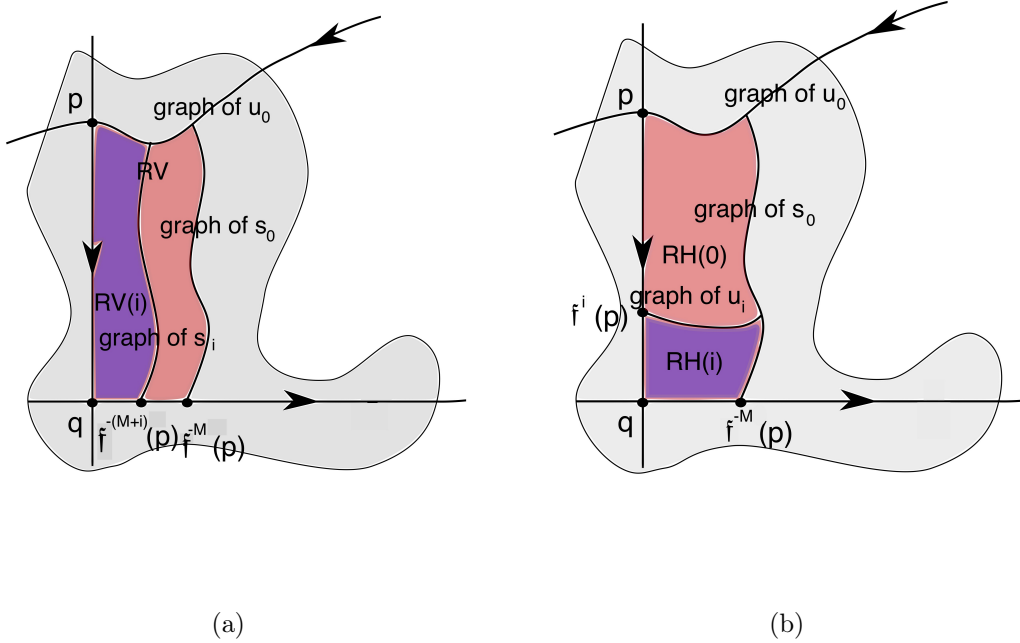 p
graph of u0
RV
graph of s0
RV(i)
graph of si
q
f̃-(M+i)(p)
f̃-M(p)
(a)
p
graph of u0
graph of s0
RH(0)
graph of ui
f̃i(p)
RH(i)
q
f̃-M(p)
(b)